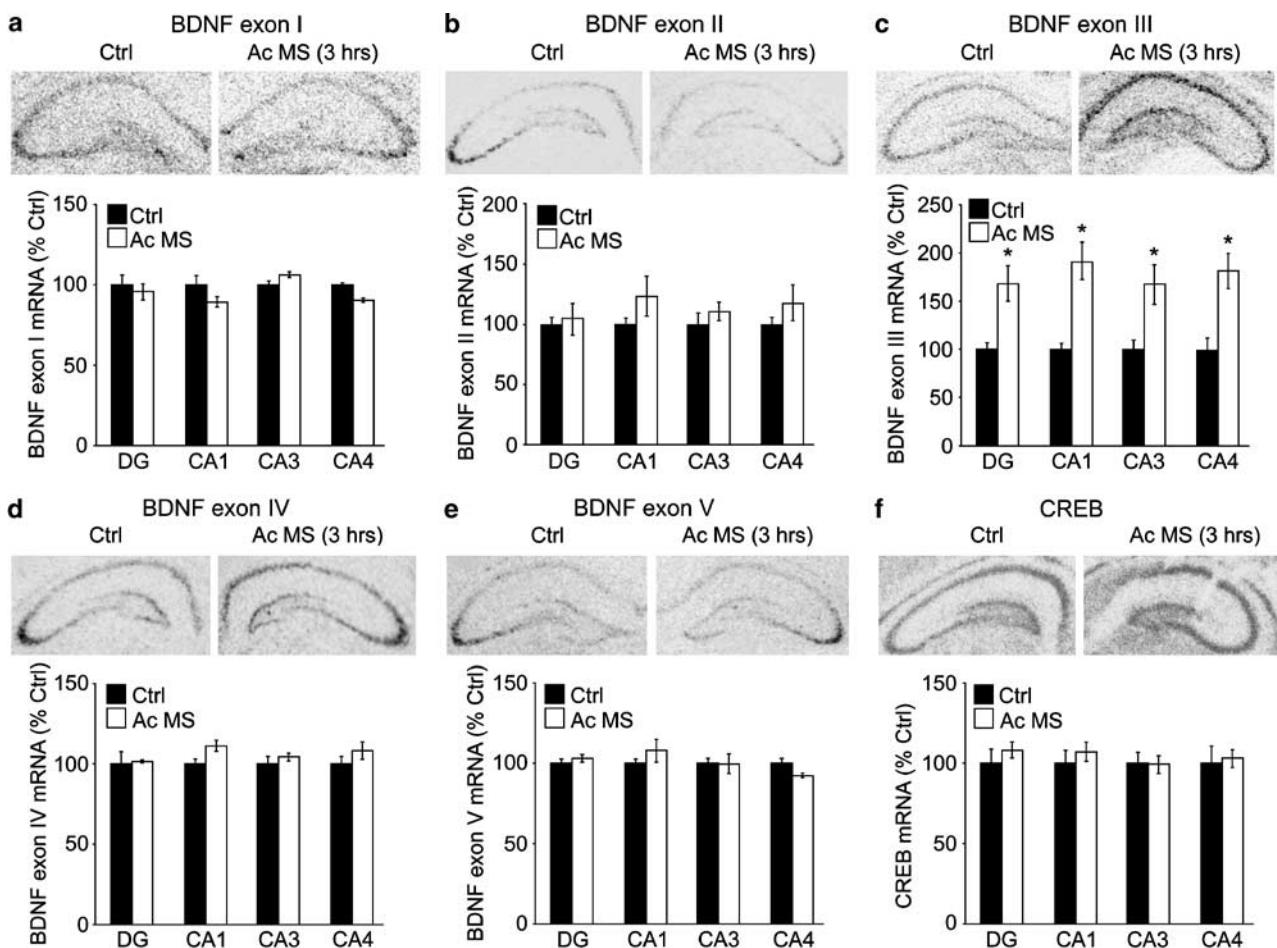 a BDNF exon I
Ctrl Ac MS (3 hrs)
BDNF exon I mRNA (% Ctrl)
150
100
50
0
Ctrl
Ac MS
DG CA1 CA3 CA4
b BDNF exon II
Ctrl Ac MS (3 hrs)
BDNF exon II mRNA (% Ctrl)
200
150
100
50
0
Ctrl
Ac MS
DG CA1 CA3 CA4
c BDNF exon III
Ctrl Ac MS (3 hrs)
BDNF exon III mRNA (% Ctrl)
250
200
150
100
50
0
Ctrl
Ac MS
* * * *
DG CA1 CA3 CA4
d BDNF exon IV
Ctrl Ac MS (3 hrs)
BDNF exon IV mRNA (% Ctrl)
150
100
50
0
Ctrl
Ac MS
DG CA1 CA3 CA4
e BDNF exon V
Ctrl Ac MS (3 hrs)
BDNF exon V mRNA (% Ctrl)
150
100
50
0
Ctrl
Ac MS
DG CA1 CA3 CA4
f CREB
Ctrl Ac MS (3 hrs)
CREB mRNA (% Ctrl)
150
100
50
0
Ctrl
Ac MS
DG CA1 CA3 CA4